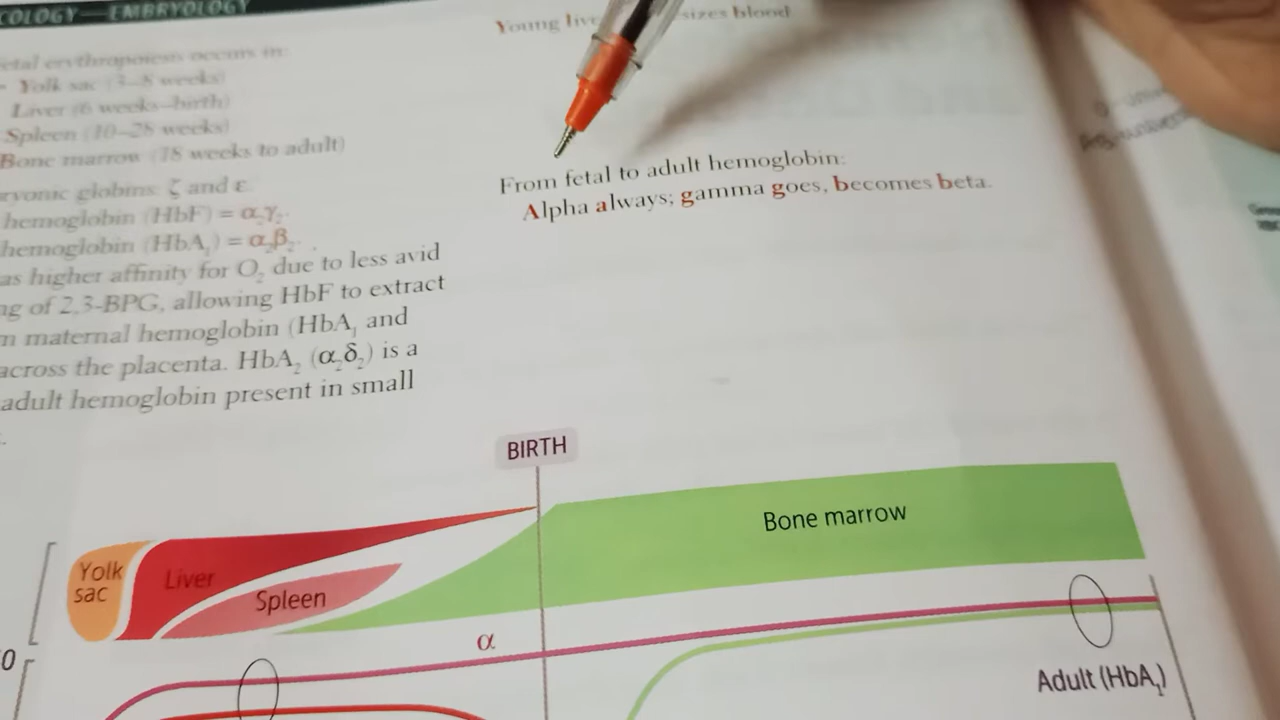 COLOGY—EMBRYOLOGY
etal erythropoiesis occurs in:
Yolk sac (3–8 weeks)
Liver (6 weeks–birth)
Spleen (10–28 weeks)
Bone marrow (18 weeks to adult)
ryonic globins: ζ and ε.
hemoglobin (HbF) = α₂γ₂.
hemoglobin (HbA₁) = α₂β₂.
as higher affinity for O₂ due to less avid
ng of 2,3-BPG, allowing HbF to extract
n maternal hemoglobin (HbA₁ and
across the placenta. HbA₂ (α₂δ₂) is a
adult hemoglobin present in small
Young sizes blood
From fetal to adult hemoglobin:
Alpha always; gamma goes, becomes beta.
BIRTH
Yolk
sac
Liver
Spleen
Bone marrow
α
0
Adult (HbA₁)